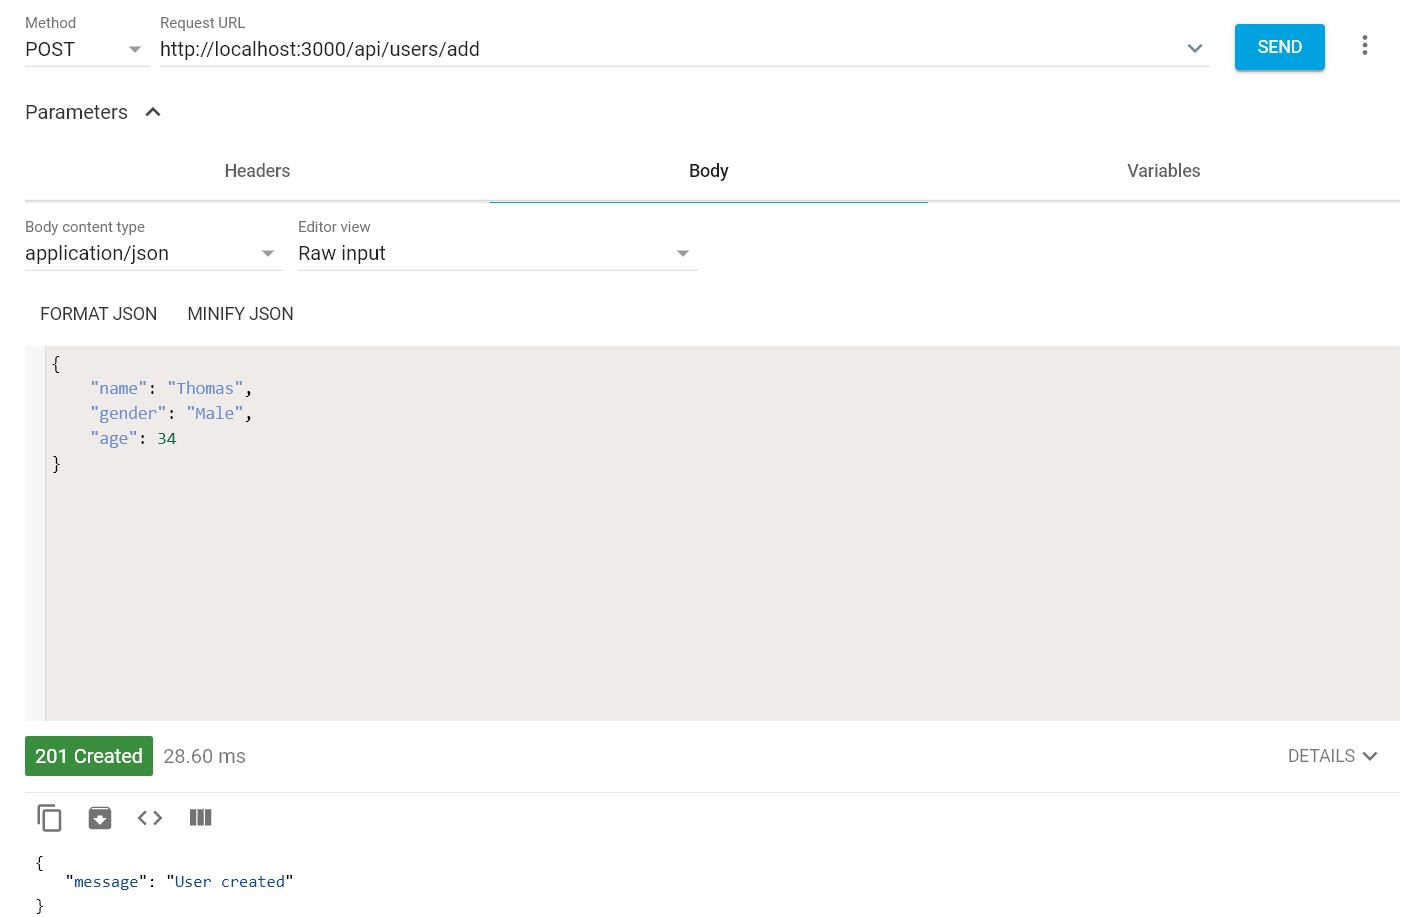 Method
Request URL
POST
http://localhost:3000/api/users/add
SEND
Parameters
Headers
Body
Variables
Body content type
Editor view
application/json
Raw input
FORMAT JSON
MINIFY JSON
{
"name": "Thomas",
"gender": "Male",
"age": 34
}
201 Created
28.60 ms
DETAILS
{
"message": "User created"
}